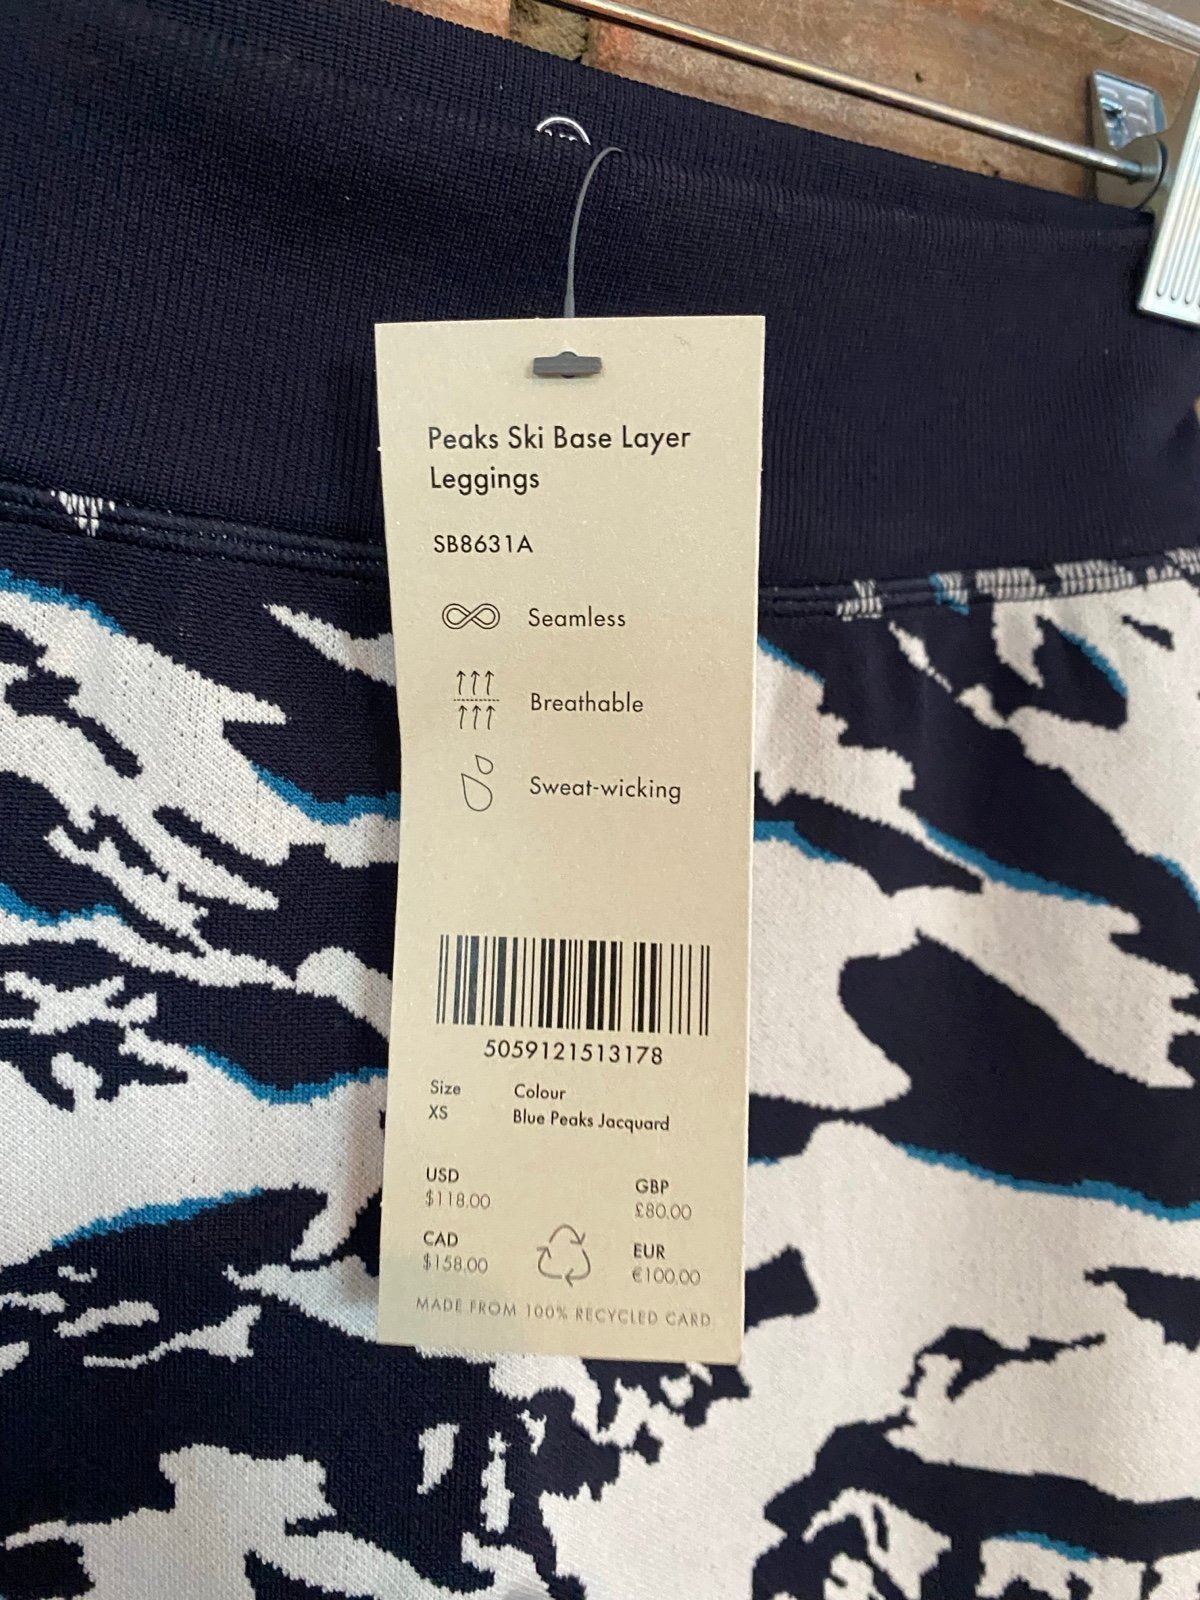 Peaks Ski Base Layer
Leggings
SB8631A
Seamless
Breathable
Sweat-wicking
5059121513178
Size Colour
XS Blue Peaks Jacquard
USD GBP
$118.00 £80.00
CAD EUR
$158.00 €100.00
MADE FROM 100% RECYCLED CARD